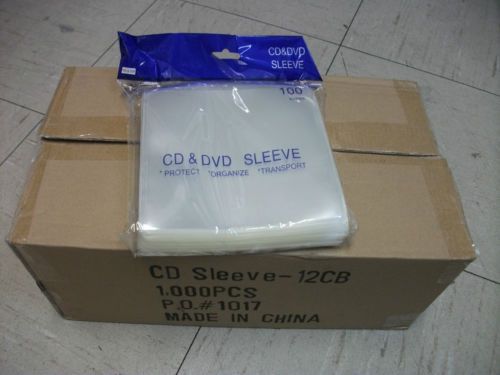 CD&DVD
SLEEVE
100
CD & DVD SLEEVE
*PROTECT *ORGANIZE *TRANSPORT
CD Sleeve-12CB
1,000PCS
P.O.#1017
MADE IN CHINA